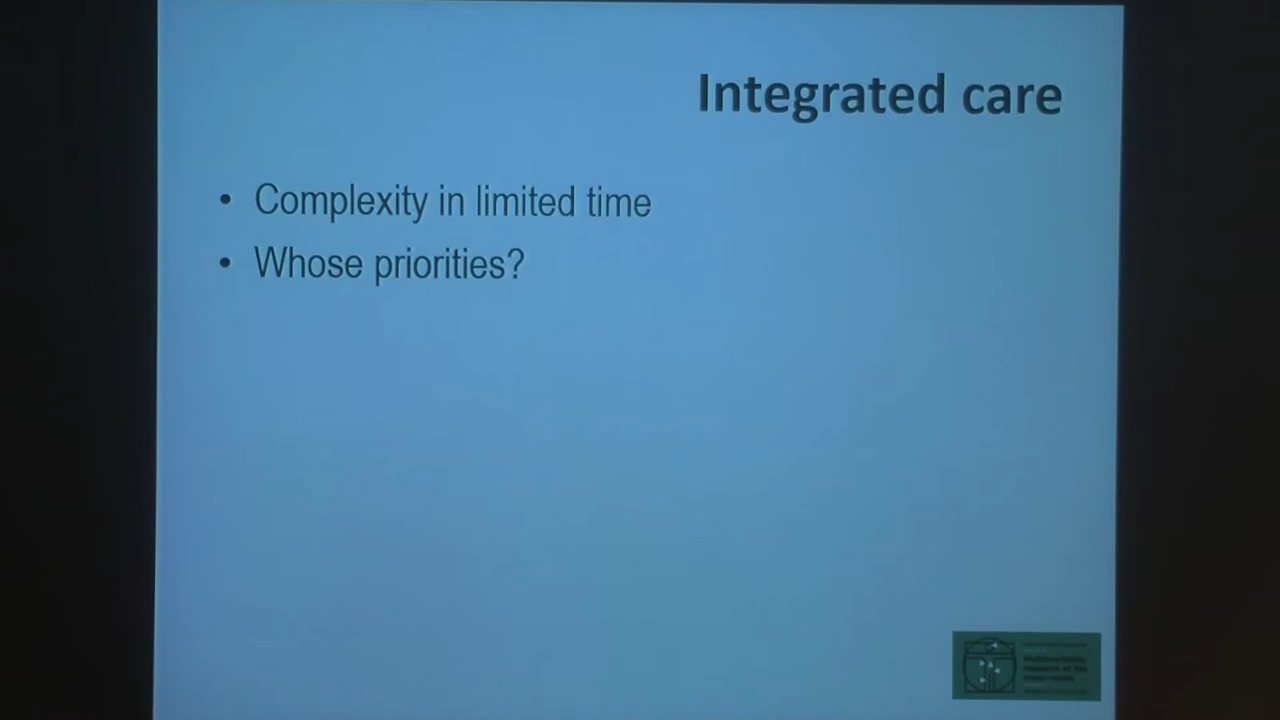 Integrated care
• Complexity in limited time
• Whose priorities?